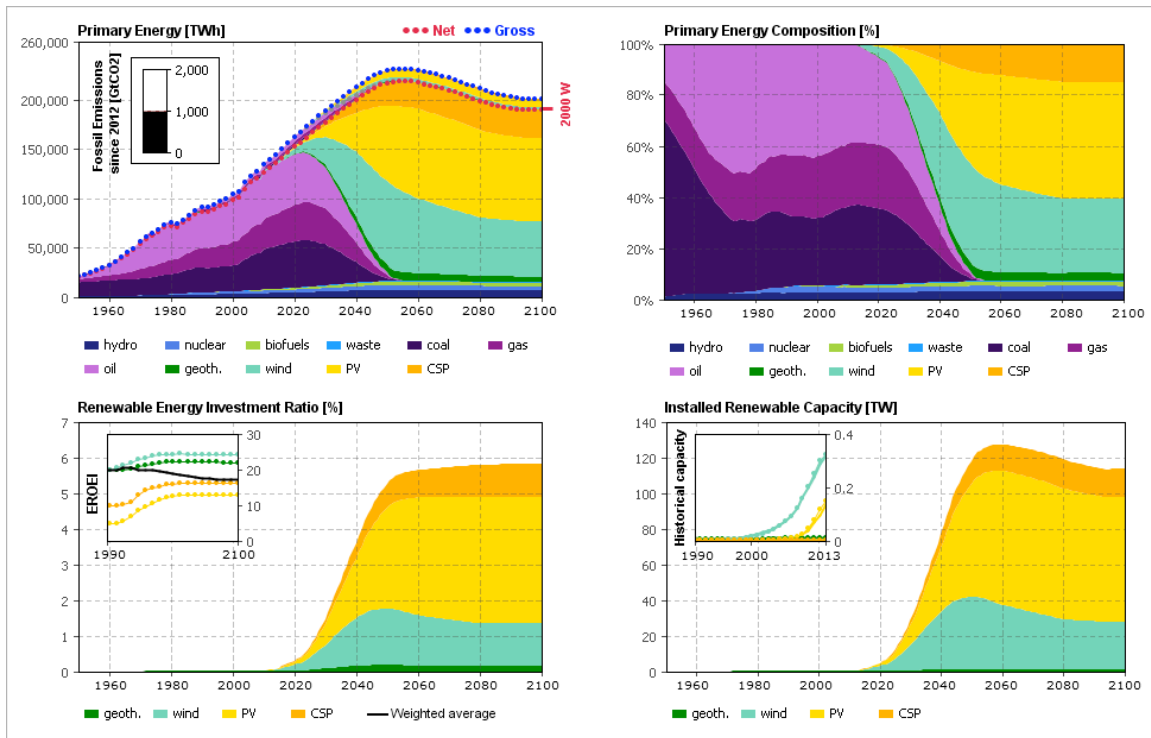 Primary Energy [TWh]
Net
Gross
260,000
200,000
150,000
100,000
50,000
0
Fossil Emissions
since 2012 [GtCO2]
2,000
1,000
0
2000 W
1960 1980 2000 2020 2040 2060 2080 2100
hydro nuclear biofuels waste coal gas
oil geoth. wind PV CSP
Primary Energy Composition [%]
100%
80%
60%
40%
20%
0%
1960 1980 2000 2020 2040 2060 2080 2100
hydro nuclear biofuels waste coal gas
oil geoth. wind PV CSP
Renewable Energy Investment Ratio [%]
7
6
5
4
3
2
1
0
EROEI
30
20
10
0
1990 2100
1960 1980 2000 2020 2040 2060 2080 2100
geoth. wind PV CSP Weighted average
Installed Renewable Capacity [TW]
140
120
100
80
60
40
20
0
Historical capacity
0.4
0.2
0
1990 2000 2013
1960 1980 2000 2020 2040 2060 2080 2100
geoth. wind PV CSP